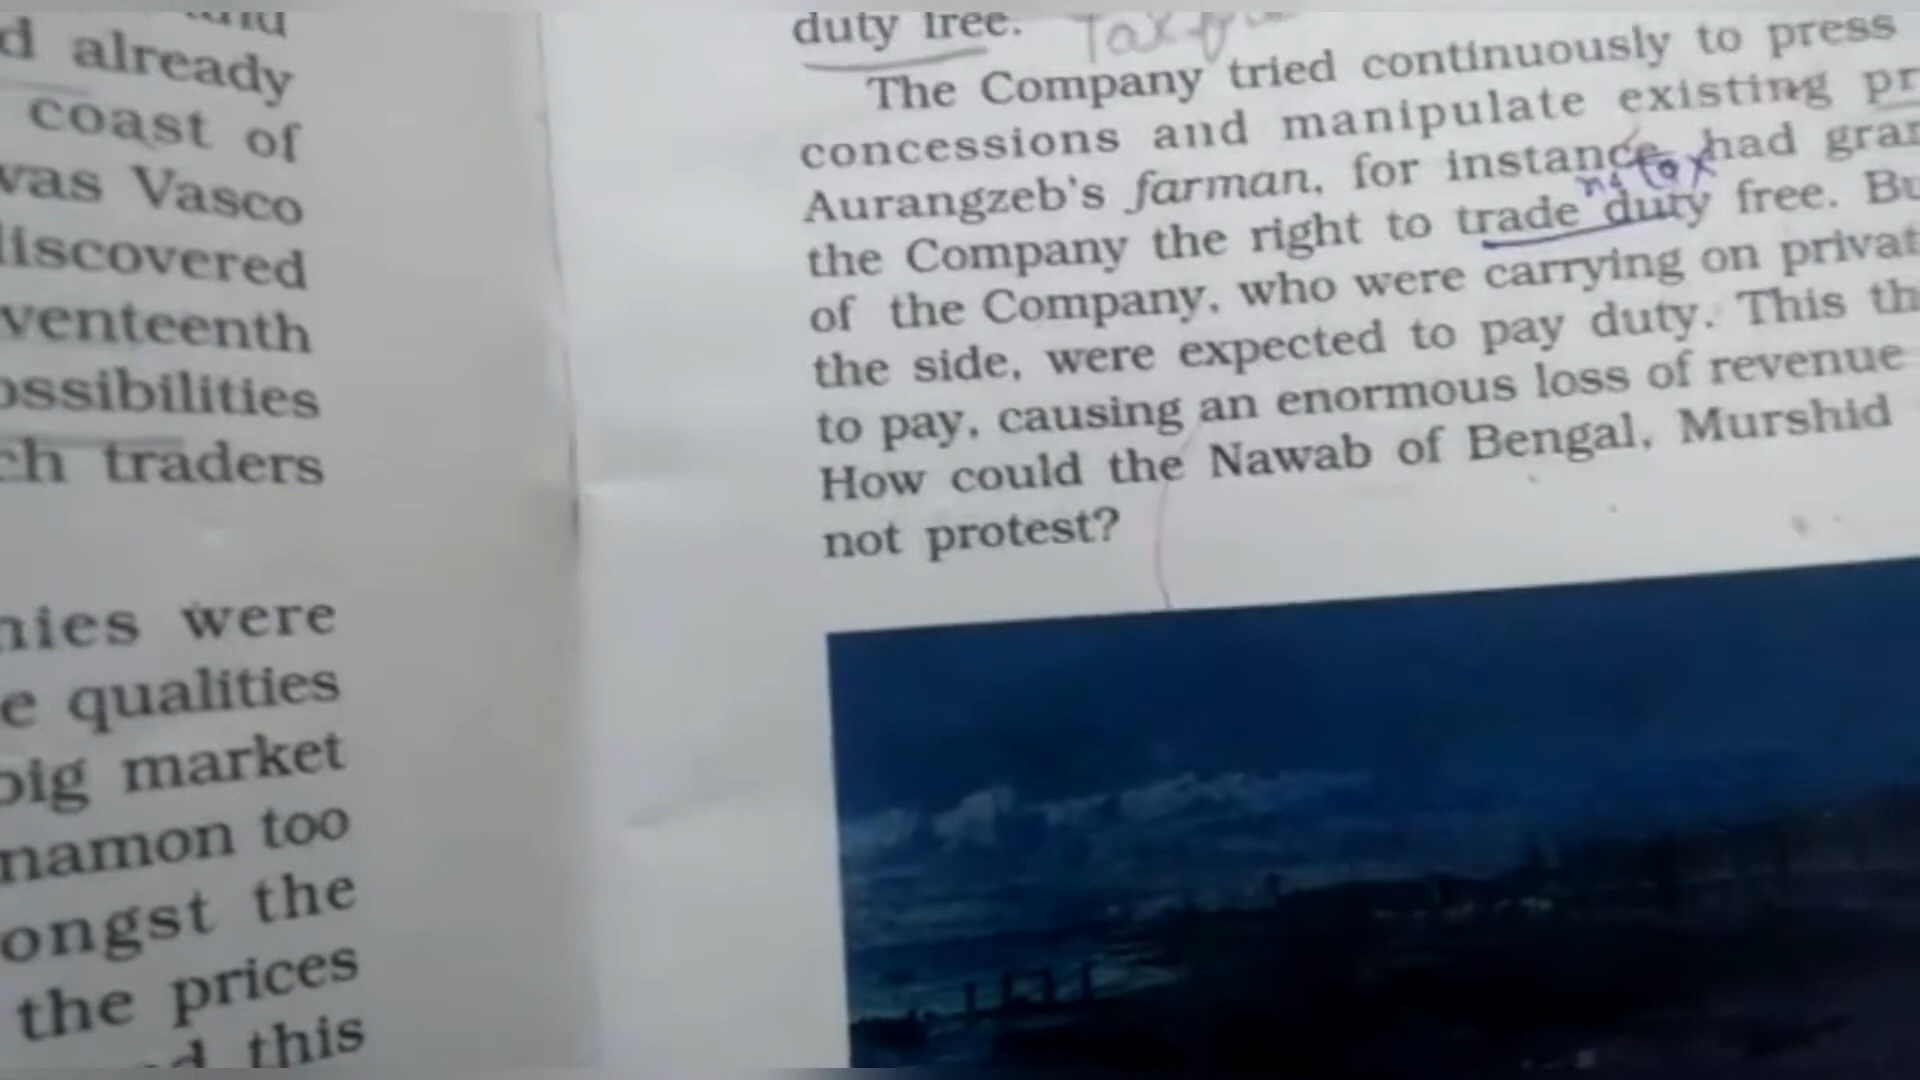 d already
coast of
was Vasco
discovered
venteenth
ossibilities
ch traders
nies were
e qualities
big market
namon too
ongst the
the prices
this
duty free.
The Company tried continuously to press
concessions and manipulate existing pr
Aurangzeb's farman, for instance, had gran
no tax
the Company the right to trade duty free. Bu
of the Company, who were carrying on privat
the side, were expected to pay duty. This th
to pay, causing an enormous loss of revenue
How could the Nawab of Bengal, Murshid
not protest?